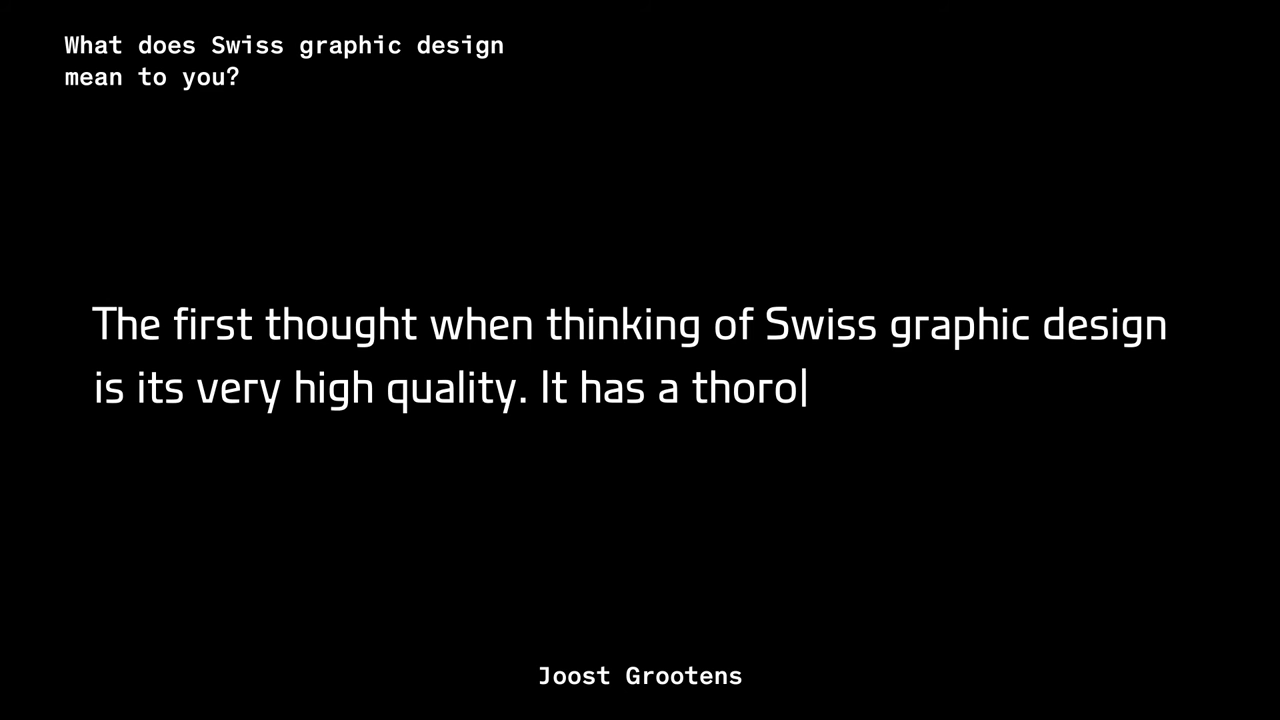 What does Swiss graphic design
mean to you?
The first thought when thinking of Swiss graphic design
is its very high quality. It has a thoro
Joost Grootens